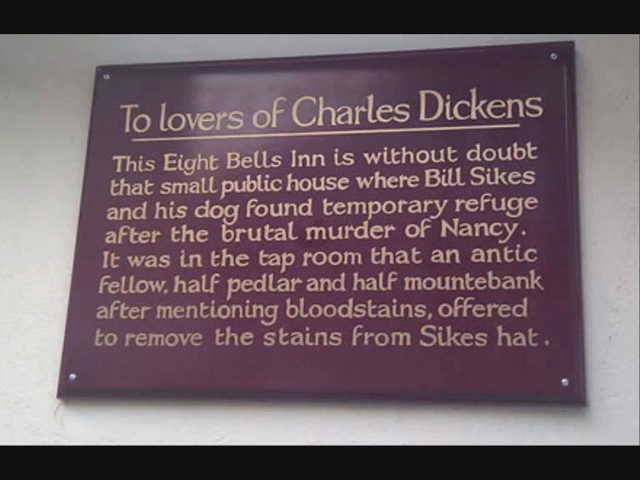 To lovers of Charles Dickens
This Eight Bells Inn is without doubt
that small public house where Bill Sikes
and his dog found temporary refuge
after the brutal murder of Nancy.
It was in the tap room that an antic
fellow, half pedlar and half mountebank
after mentioning bloodstains, offered
to remove the stains from Sikes hat.